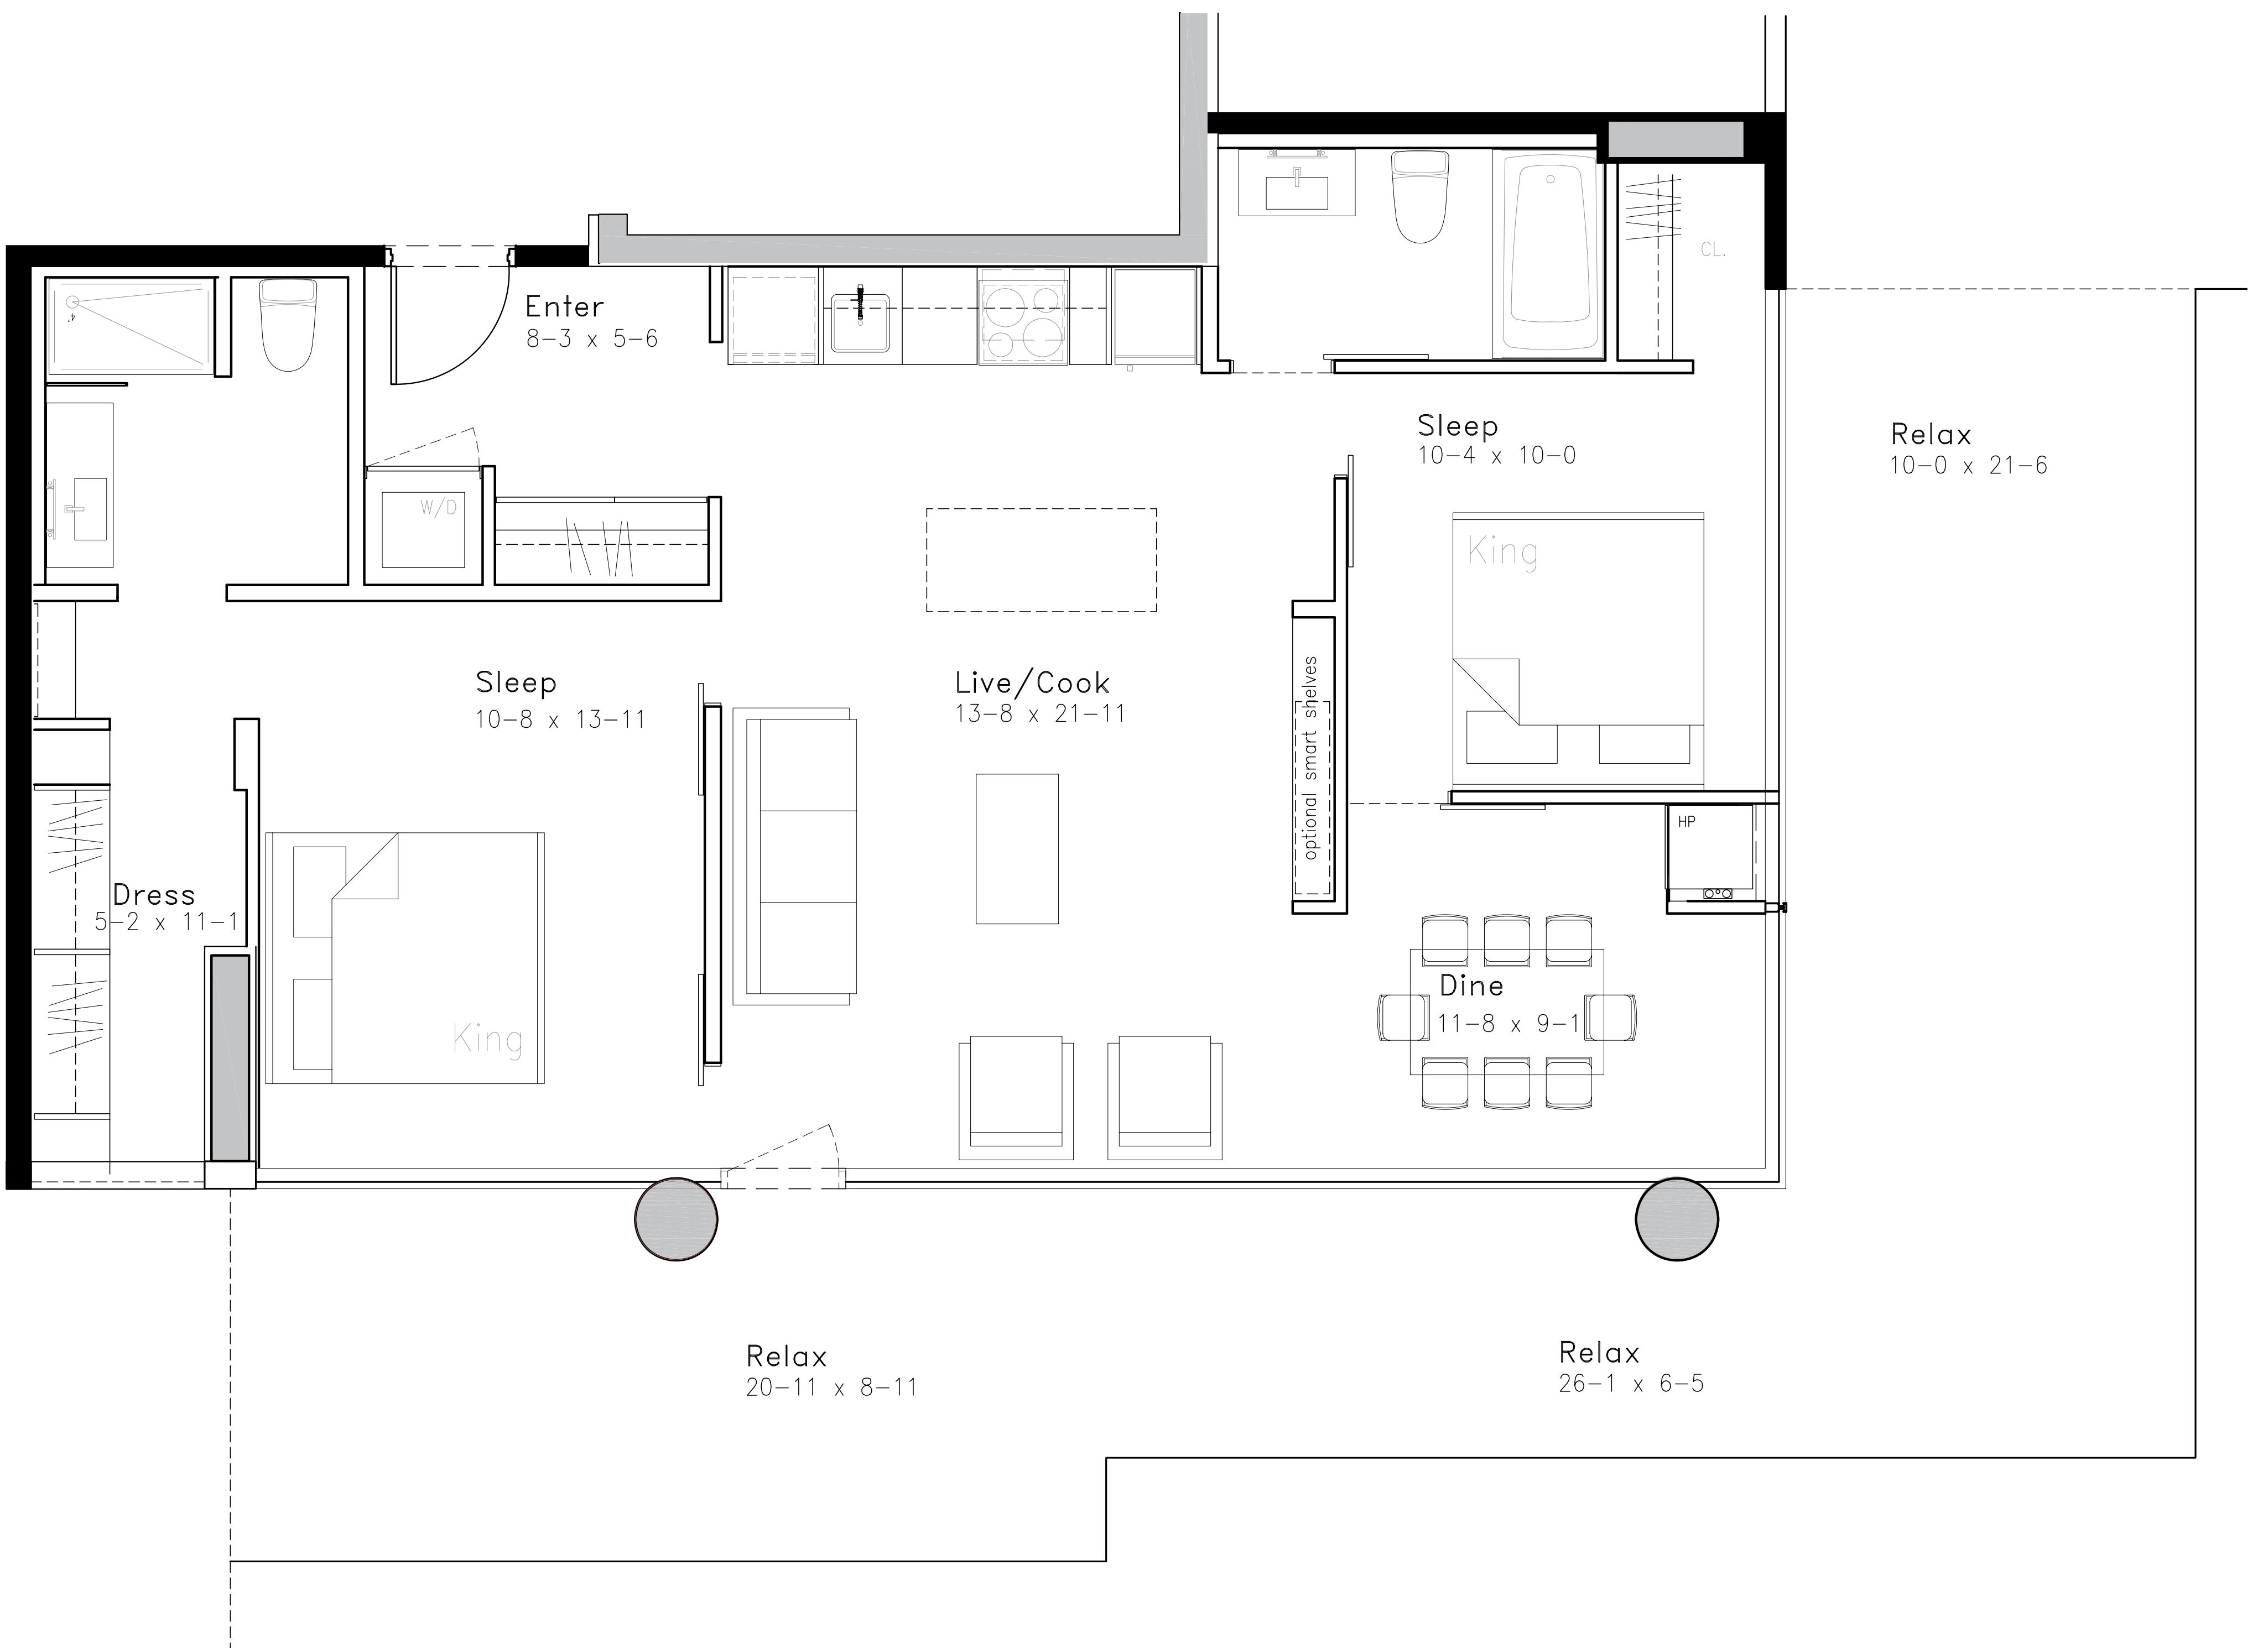 CL.
4'
Enter
8-3 x 5-6
Sleep
10-4 x 10-0
Relax
10-0 x 21-6
W/D
King
Sleep
10-8 x 13-11
Live/Cook
13-8 x 21-11
optional smart shelves
HP
Dress
5-2 x 11-1
King
Dine
11-8 x 9-1
Relax
20-11 x 8-11
Relax
26-1 x 6-5